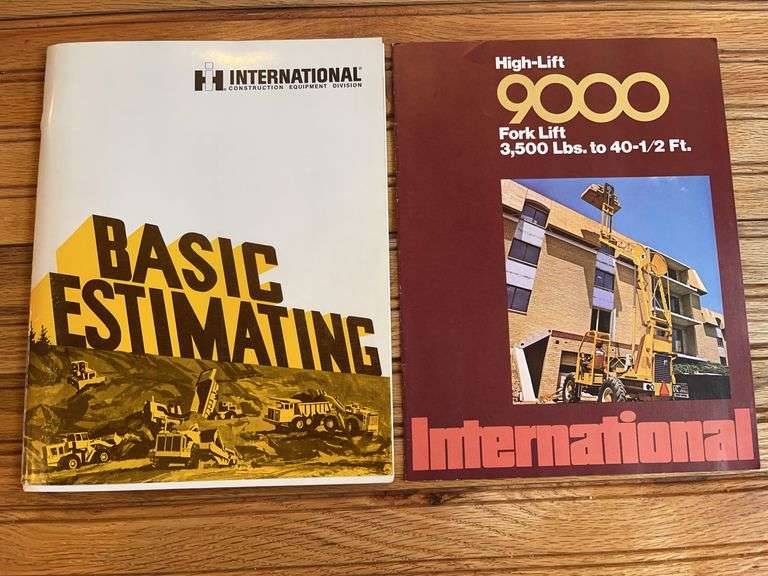 IH INTERNATIONAL®
CONSTRUCTION EQUIPMENT DIVISION
BASIC
ESTIMATING
High-Lift
9000
Fork Lift
3,500 Lbs. to 40-1/2 Ft.
International